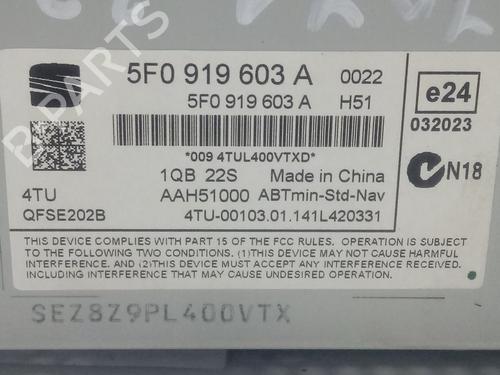 5F0 919 603 A 0022
5F0 919 603 A H51
e24
032023
*009 4TUL400VTXD*
1QB 22S Made in China
N18
4TU AAH51000 ABTmin-Std-Nav
QFSE202B 4TU-00103.01.141L420331
THIS DEVICE COMPLIES WITH PART 15 OF THE FCC RULES. OPERATION IS SUBJECT TO
THE FOLLOWING TWO CONDITIONS. (1)THIS DEVICE MAY NOT CAUSE HARMFUL
INTERFERENCE, AND (2)THIS DEVICE MUST ACCEPT ANY INTERFERENCE RECEIVED.
INCLUDING INTERFERENCE THAT MAY CAUSE UNDESIRED OPERATION.
SEZ8Z9PL400VTX
B PARTS